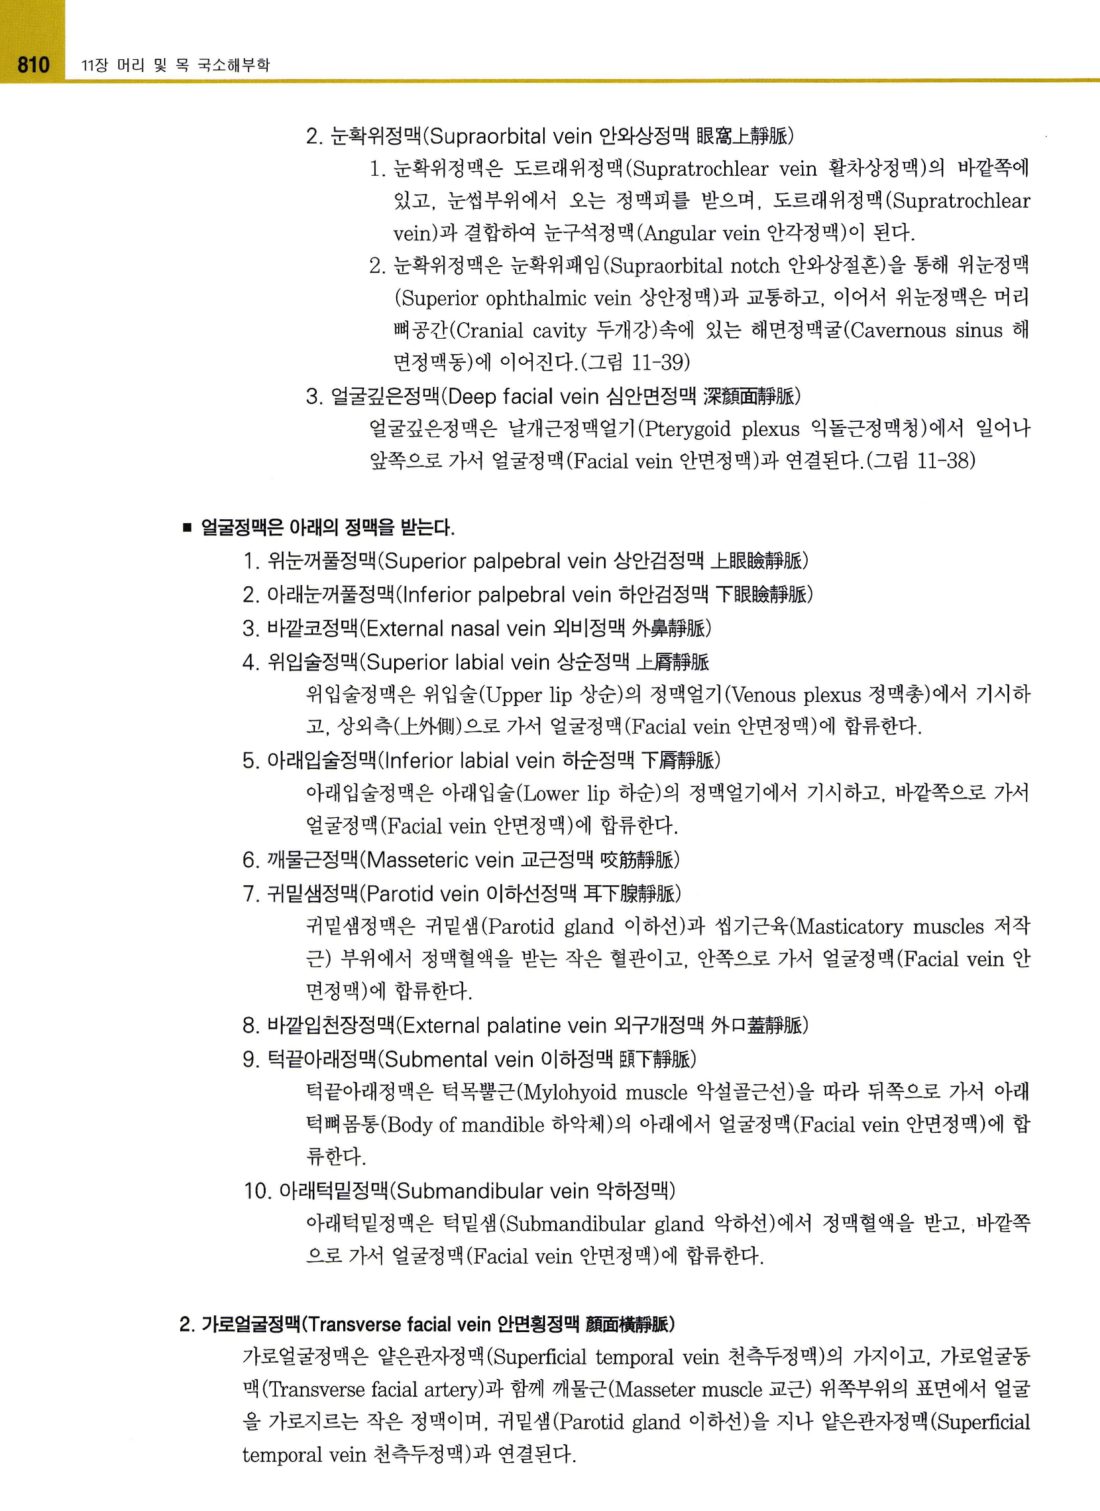 810 11장 머리 및 목 국소해부학
2. 눈확위정맥(Supraorbital vein 안와상정맥 眼窩上靜脈)
1. 눈확위정맥은 도르래위정맥(Supratrochlear vein 활차상정맥)의 바깥쪽에
있고, 눈썹부위에서 오는 정맥피를 받으며, 도르래위정맥(Supratrochlear
vein)과 결합하여 눈구석정맥(Angular vein 안각정맥)이 된다.
2. 눈확위정맥은 눈확위패임(Supraorbital notch 안와상절흔)을 통해 위눈정맥
(Superior ophthalmic vein 상안정맥)과 교통하고, 이어서 위눈정맥은 머리
뼈공간(Cranial cavity 두개강)속에 있는 해면정맥굴(Cavernous sinus 해
면정맥동)에 이어진다.(그림 11-39)
3. 얼굴깊은정맥(Deep facial vein 심안면정맥 深顏面靜脈)
얼굴깊은정맥은 날개근정맥얼기(Pterygoid plexus 익돌근정맥청)에서 일어나
앞쪽으로 가서 얼굴정맥(Facial vein 안면정맥)과 연결된다.(그림 11-38)
■ 얼굴정맥은 아래의 정맥을 받는다.
1. 위눈꺼풀정맥(Superior palpebral vein 상안검정맥 上眼瞼靜脈)
2. 아래눈꺼풀정맥(Inferior palpebral vein 하안검정맥 下眼瞼靜脈)
3. 바깥코정맥(External nasal vein 외비정맥 外鼻靜脈)
4. 위입술정맥(Superior labial vein 상순정맥 上脣靜脈
위입술정맥은 위입술(Upper lip 상순)의 정맥얼기(Venous plexus 정맥총)에서 기시하
고, 상외측(上外側)으로 가서 얼굴정맥(Facial vein 안면정맥)에 합류한다.
5. 아래입술정맥(Inferior labial vein 하순정맥 下脣靜脈)
아래입술정맥은 아래입술(Lower lip 하순)의 정맥얼기에서 기시하고, 바깥쪽으로 가서
얼굴정맥(Facial vein 안면정맥)에 합류한다.
6. 깨물근정맥(Masseteric vein 교근정맥 咬筋靜脈)
7. 귀밑샘정맥(Parotid vein 이하선정맥 耳下腺靜脈)
귀밑샘정맥은 귀밑샘(Parotid gland 이하선)과 씹기근육(Masticatory muscles 저작
근) 부위에서 정맥혈액을 받는 작은 혈관이고, 안쪽으로 가서 얼굴정맥(Facial vein 안
면정맥)에 합류한다.
8. 바깥입천장정맥(External palatine vein 외구개정맥 外口蓋靜脈)
9. 턱끝아래정맥(Submental vein 이하정맥 頤下靜脈)
턱끝아래정맥은 턱목뿔근(Mylohyoid muscle 악설골근선)을 따라 뒤쪽으로 가서 아래
턱뼈몸통(Body of mandible 하악체)의 아래에서 얼굴정맥(Facial vein 안면정맥)에 합
류한다.
10. 아래턱밑정맥(Submandibular vein 악하정맥)
아래턱밑정맥은 턱밑샘(Submandibular gland 악하선)에서 정맥혈액을 받고, 바깥쪽
으로 가서 얼굴정맥(Facial vein 안면정맥)에 합류한다.
2. 가로얼굴정맥(Transverse facial vein 안면횡정맥 顏面橫靜脈)
가로얼굴정맥은 얕은관자정맥(Superficial temporal vein 천측두정맥)의 가지이고, 가로얼굴동
맥(Transverse facial artery)과 함께 깨물근(Masseter muscle 교근) 위쪽부위의 표면에서 얼굴
을 가로지르는 작은 정맥이며, 귀밑샘(Parotid gland 이하선)을 지나 얕은관자정맥(Superficial
temporal vein 천측두정맥)과 연결된다.